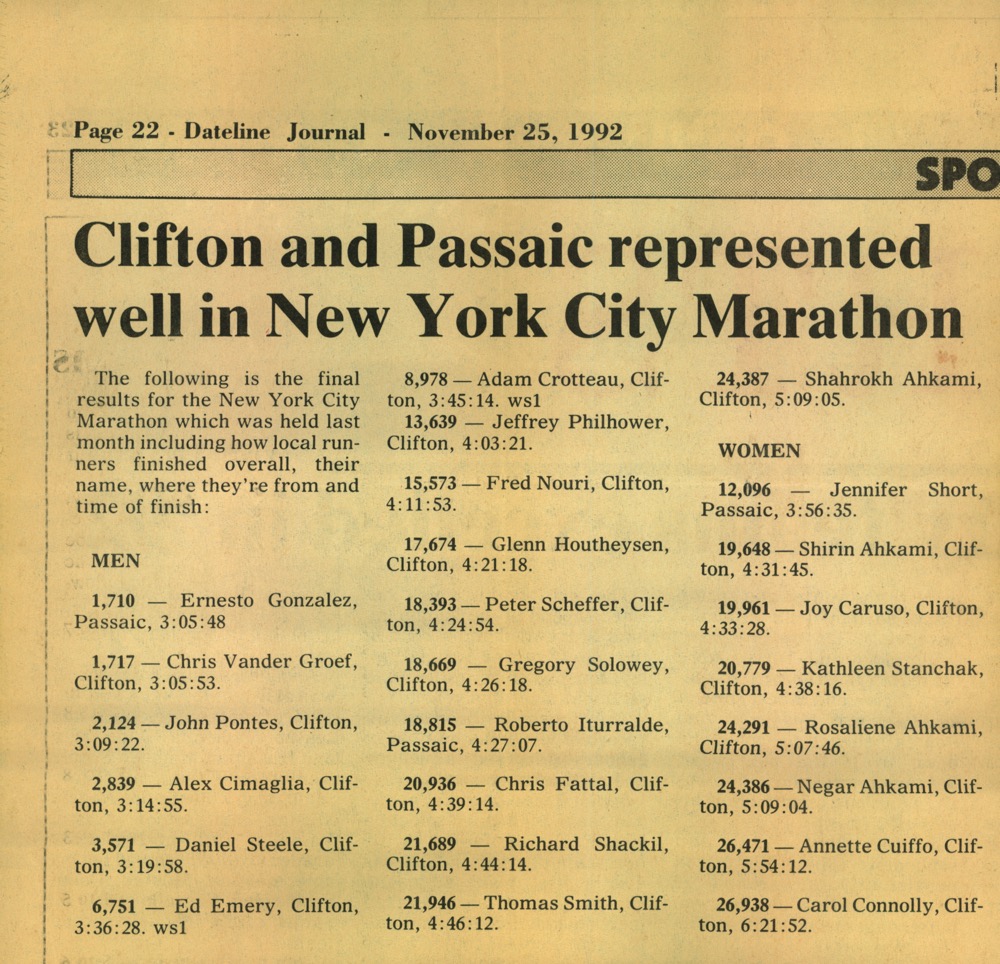 Page 22 - Dateline Journal - November 25, 1992
SPO
Clifton and Passaic represented
well in New York City Marathon
The following is the final
results for the New York City
Marathon which was held last
month including how local run-
ners finished overall, their
name, where they're from and
time of finish:
MEN
1,710 — Ernesto Gonzalez,
Passaic, 3:05:48
1,717 — Chris Vander Groef,
Clifton, 3:05:53.
2,124 — John Pontes, Clifton,
3:09:22.
2,839 — Alex Cimaglia, Clif-
ton, 3:14:55.
3,571 — Daniel Steele, Clif-
ton, 3:19:58.
6,751 — Ed Emery, Clifton,
3:36:28. ws1
8,978 — Adam Crotteau, Clif-
ton, 3:45:14. ws1
13,639 — Jeffrey Philhower,
Clifton, 4:03:21.
15,573 — Fred Nouri, Clifton,
4:11:53.
17,674 — Glenn Houtheysen,
Clifton, 4:21:18.
18,393 — Peter Scheffer, Clif-
ton, 4:24:54.
18,669 — Gregory Solowey,
Clifton, 4:26:18.
18,815 — Roberto Iturralde,
Passaic, 4:27:07.
20,936 — Chris Fattal, Clif-
ton, 4:39:14.
21,689 — Richard Shackil,
Clifton, 4:44:14.
21,946 — Thomas Smith, Clif-
ton, 4:46:12.
24,387 — Shahrokh Ahkami,
Clifton, 5:09:05.
WOMEN
12,096 — Jennifer Short,
Passaic, 3:56:35.
19,648 — Shirin Ahkami, Clif-
ton, 4:31:45.
19,961 — Joy Caruso, Clifton,
4:33:28.
20,779 — Kathleen Stanchak,
Clifton, 4:38:16.
24,291 — Rosaliene Ahkami,
Clifton, 5:07:46.
24,386 — Negar Ahkami, Clif-
ton, 5:09:04.
26,471 — Annette Cuiffo, Clif-
ton, 5:54:12.
26,938 — Carol Connolly, Clif-
ton, 6:21:52.